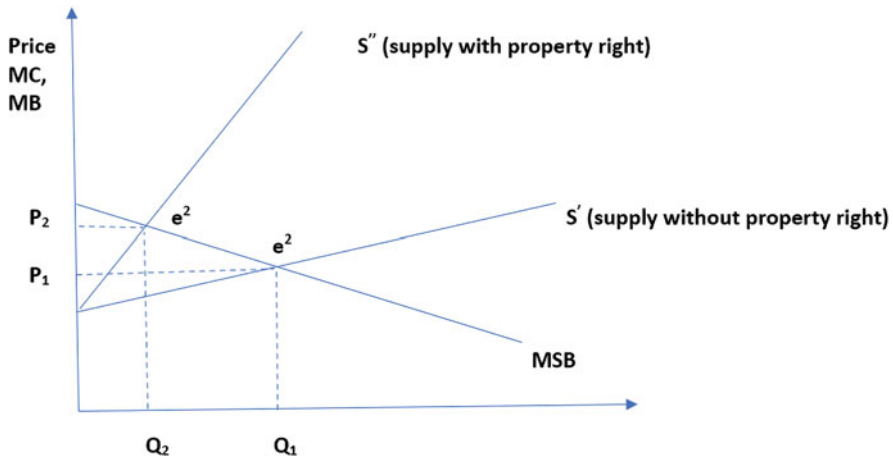 Price
MC,
MB
S″ (supply with property right)
P₂
e²
S′ (supply without property right)
e²
P₁
MSB
Q₂
Q₁